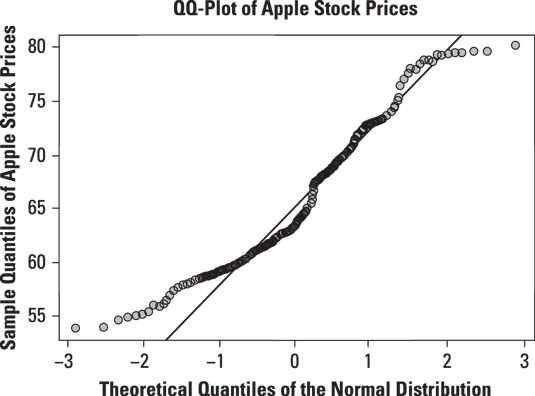 QQ-Plot of Apple Stock Prices
Sample Quantiles of Apple Stock Prices
80
75
70
65
60
55
−3 −2 −1 0 1 2 3
Theoretical Quantiles of the Normal Distribution